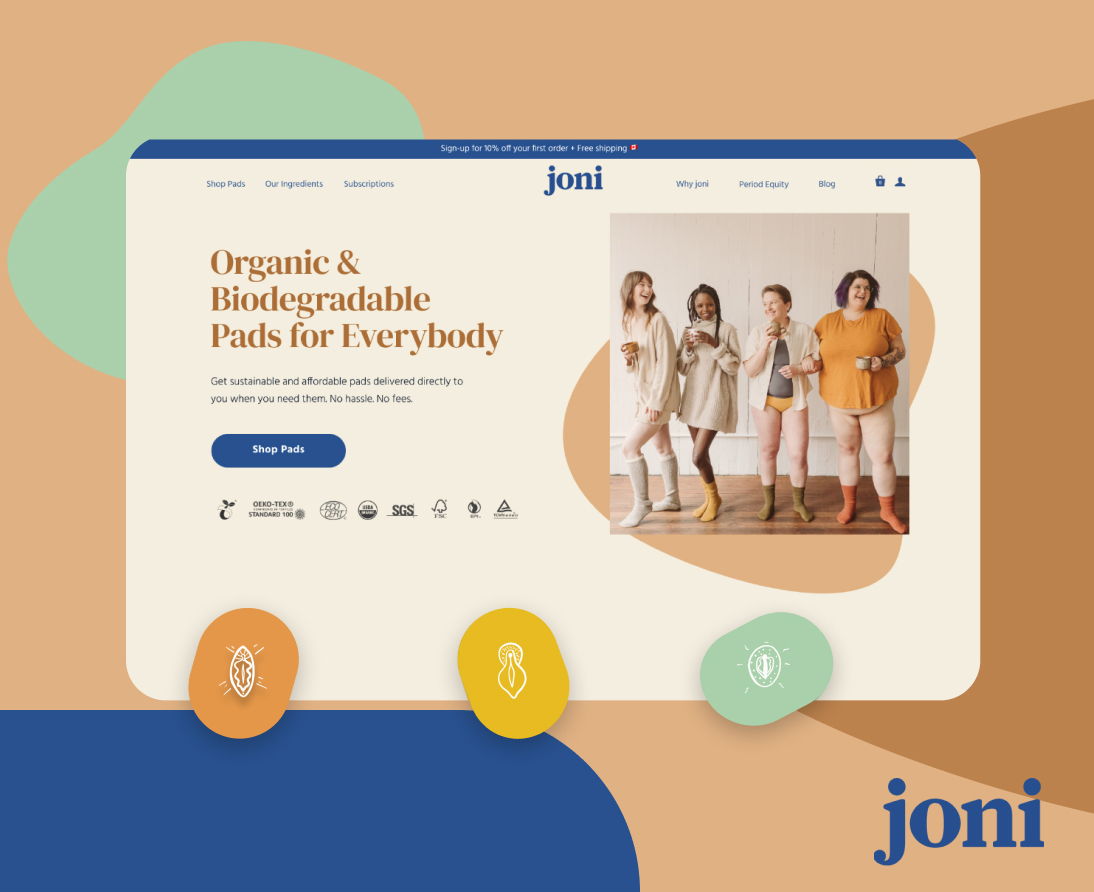 Sign-up for 10% off your first order + Free shipping
Shop Pads
Our Ingredients
Subscriptions
joni
Why joni
Period Equity
Blog
Organic &
Biodegradable
Pads for Everybody
Get sustainable and affordable pads delivered directly to
you when you need them. No hassle. No fees.
Shop Pads
OEKO-TEX®
STANDARD 100
ECO
CERT
USDA
ORGANIC
SGS
FSC
joni